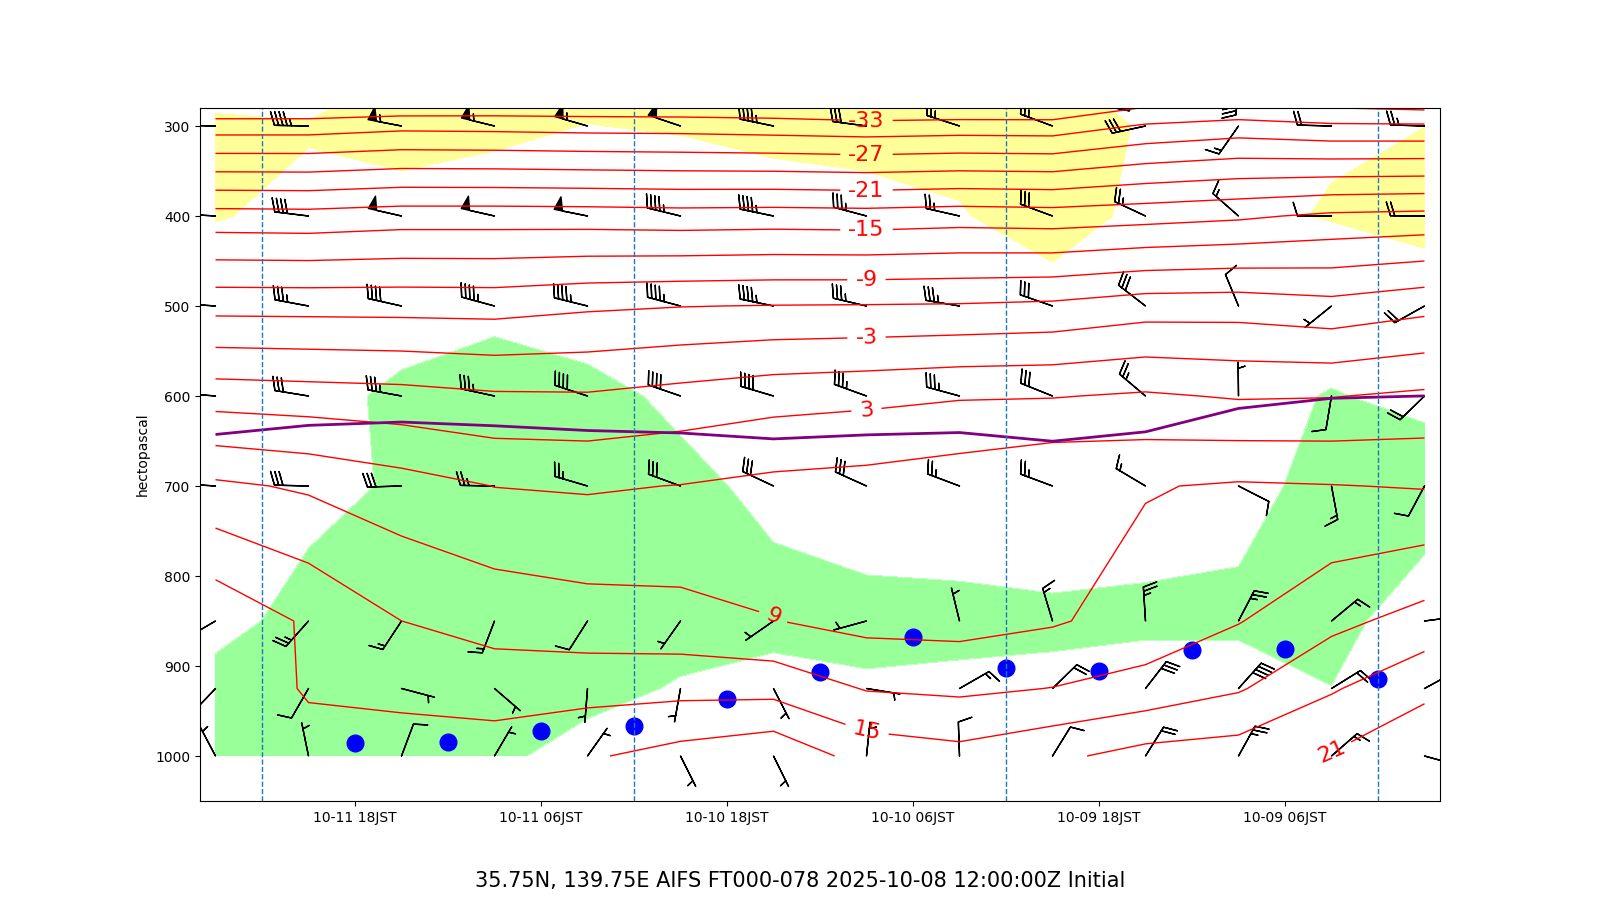 300
400
500
600
700
800
900
1000
hectopascal
-33
-27
-21
-15
-9
-3
3
9
15
21
10-11 18JST
10-11 06JST
10-10 18JST
10-10 06JST
10-09 18JST
10-09 06JST
35.75N, 139.75E AIFS FT000-078 2025-10-08 12:00:00Z Initial